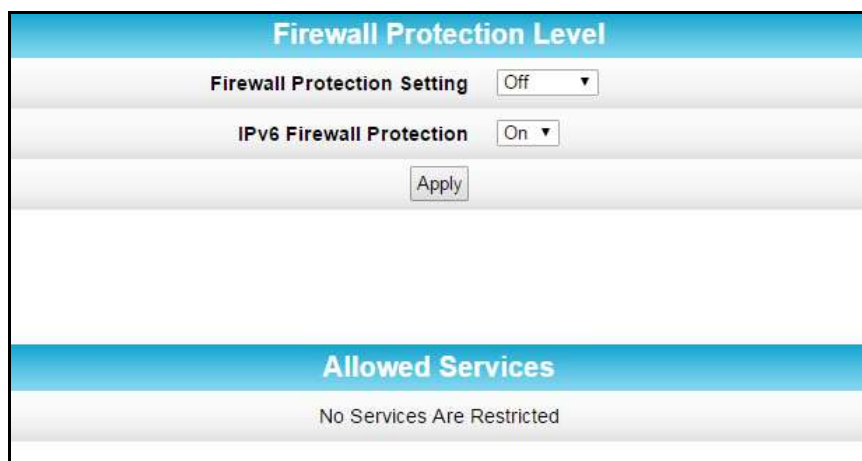 Firewall Protection Level
Firewall Protection Setting Off
IPv6 Firewall Protection On
Apply
Allowed Services
No Services Are Restricted